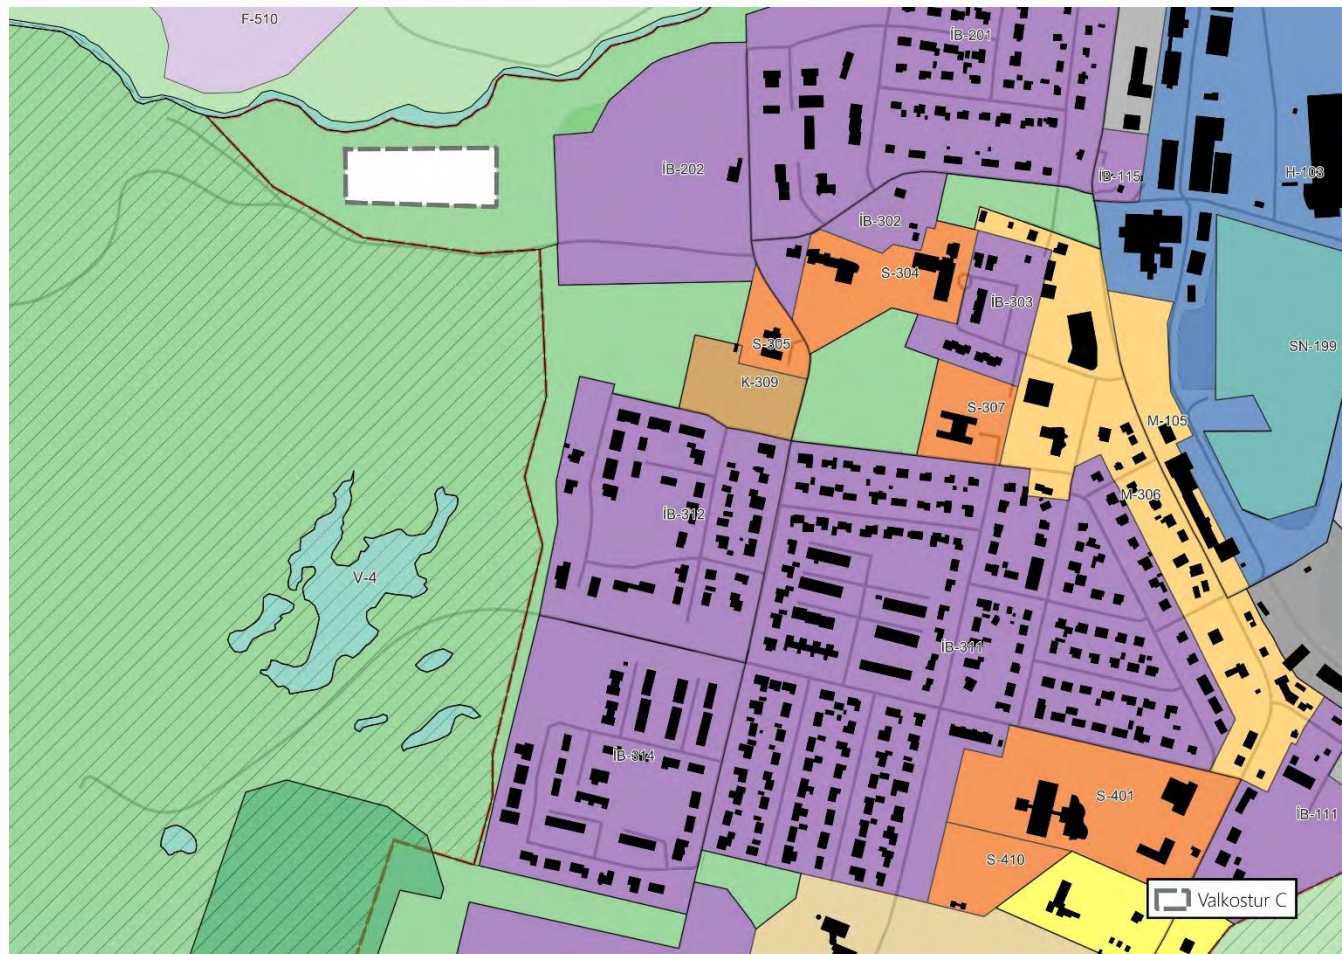 F-510
ÍB-201
ÍB-202
ÍB-115
H-103
ÍB-302
S-304
ÍB-303
S-305
SN-199
K-309
S-307
M-105
M-306
ÍB-312
V-4
ÍB-311
ÍB-314
S-401
ÍB-111
S-410
Valkostur C